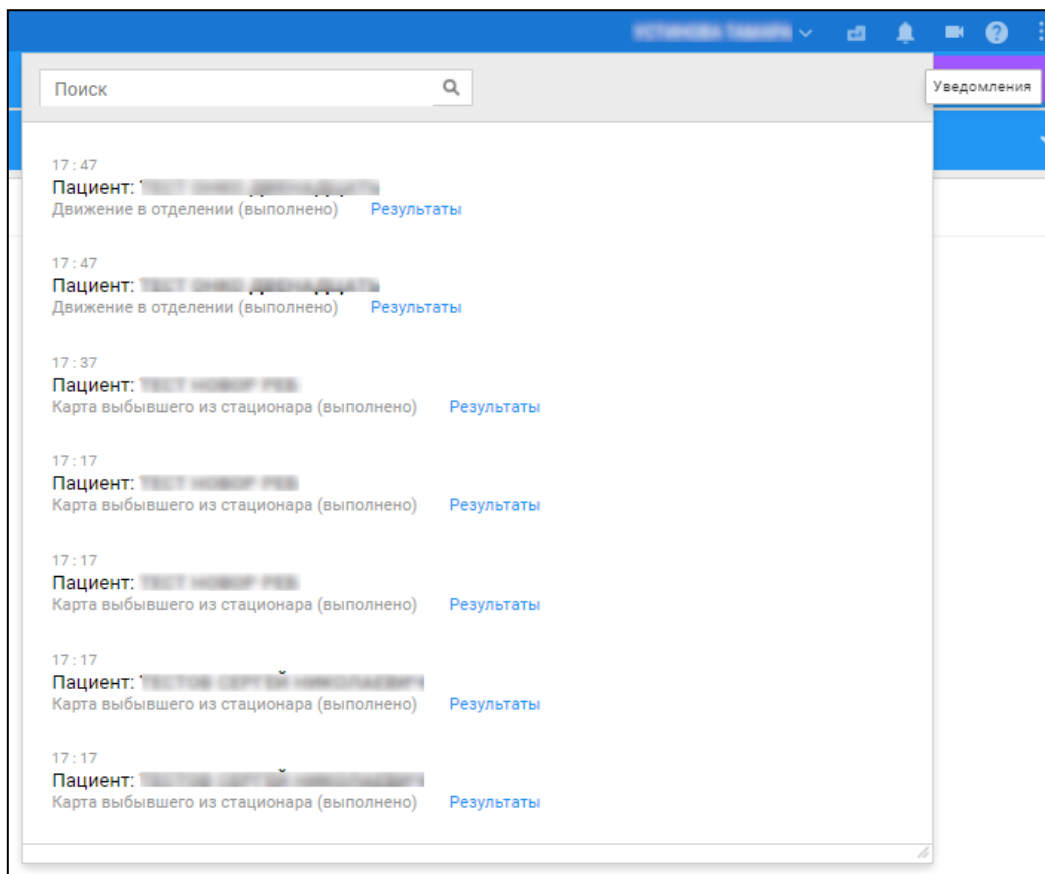 Поиск
Уведомления
17:47
Пациент:
Движение в отделении (выполнено) Результаты
17:47
Пациент:
Движение в отделении (выполнено) Результаты
17:37
Пациент:
Карта выбывшего из стационара (выполнено) Результаты
17:17
Пациент:
Карта выбывшего из стационара (выполнено) Результаты
17:17
Пациент:
Карта выбывшего из стационара (выполнено) Результаты
17:17
Пациент:
Карта выбывшего из стационара (выполнено) Результаты
17:17
Пациент:
Карта выбывшего из стационара (выполнено) Результаты